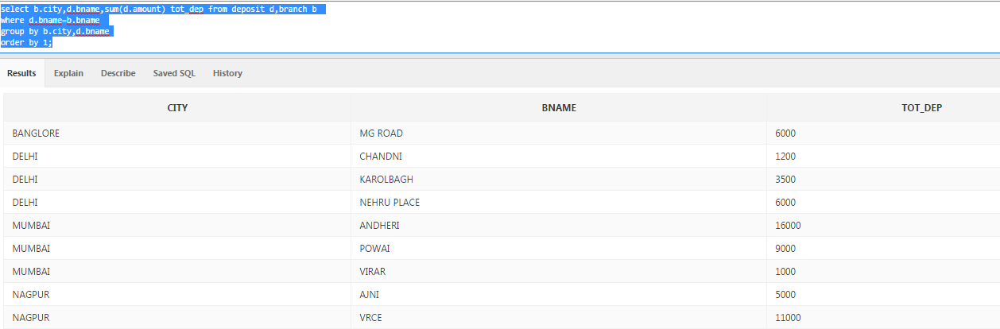 select b.city,d.bname,sum(d.amount) tot_dep from deposit d,branch b
where d.bname=b.bname
group by b.city,d.bname
order by 1;
Results Explain Describe Saved SQL History
CITY BNAME TOT_DEP
BANGLORE MG ROAD 6000
DELHI CHANDNI 1200
DELHI KAROLBAGH 3500
DELHI NEHRU PLACE 6000
MUMBAI ANDHERI 16000
MUMBAI POWAI 9000
MUMBAI VIRAR 1000
NAGPUR AJNI 5000
NAGPUR VRCE 11000